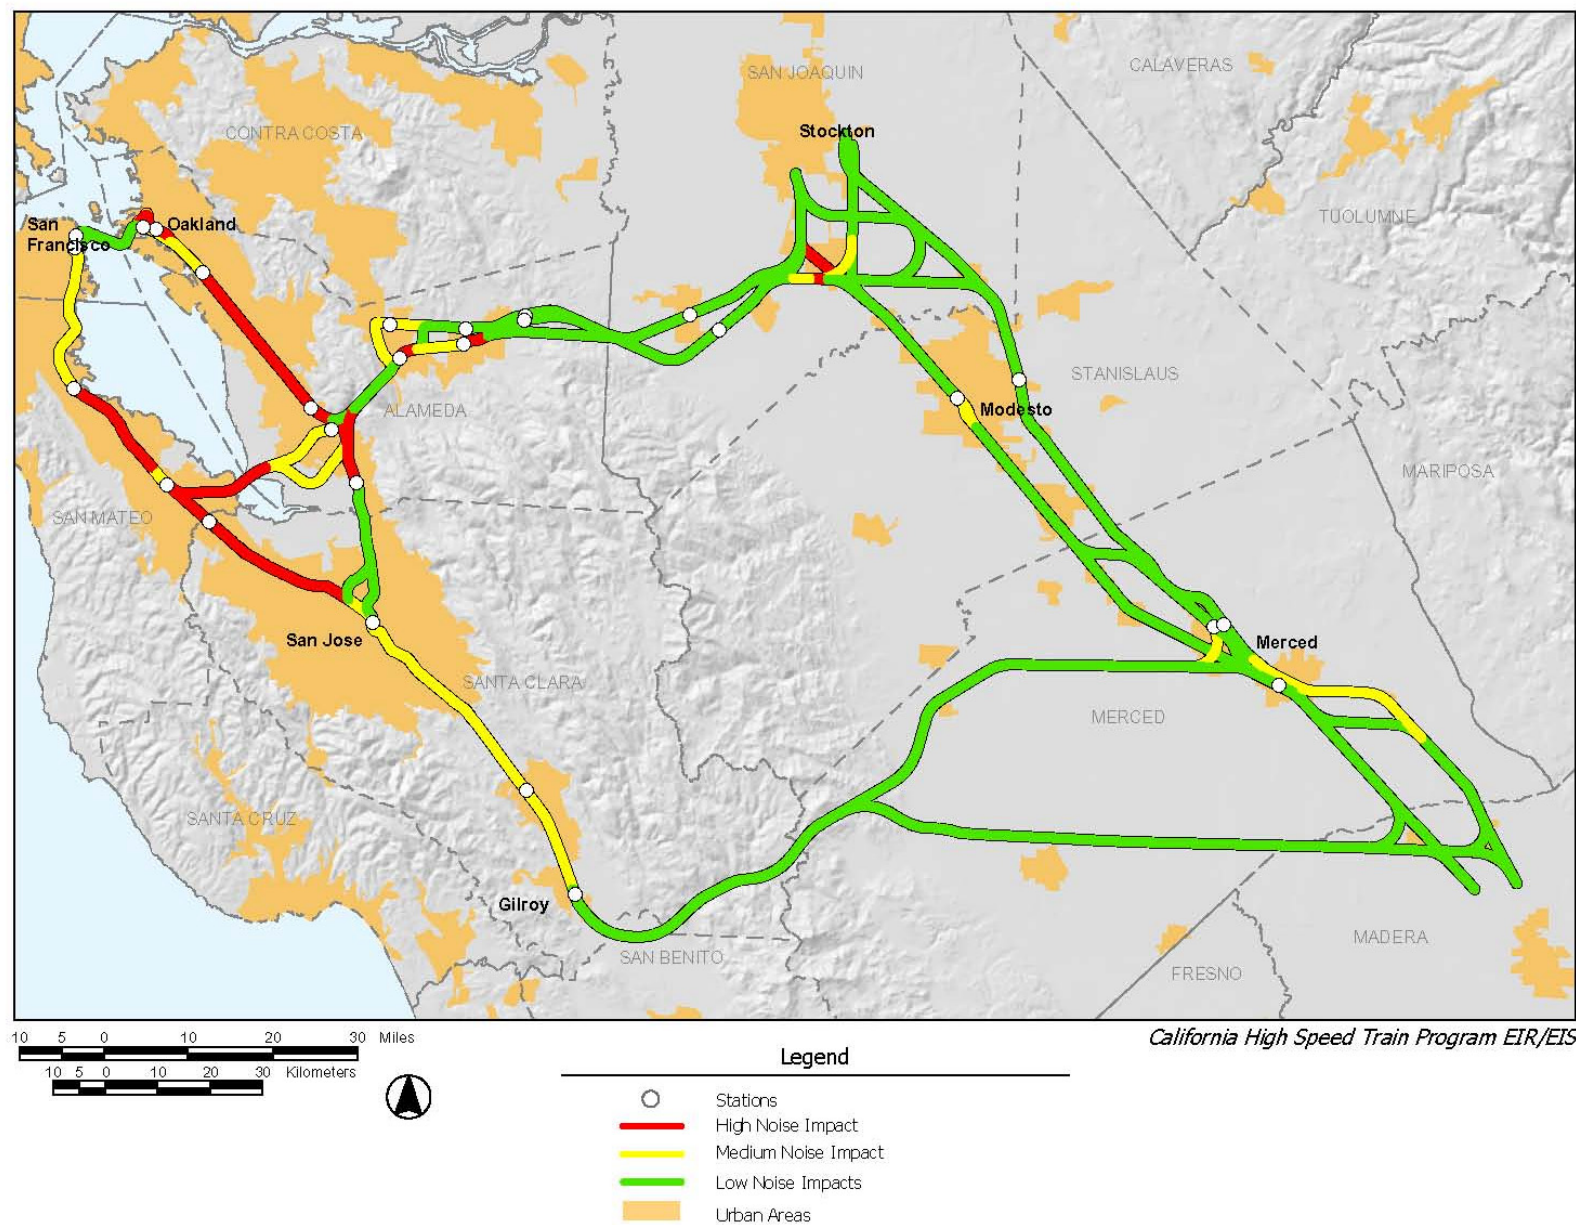 SAN JOAQUIN
CALAVERAS
CONTRA COSTA
Stockton
TUOLUMNE
San
Francisco
Oakland
ALAMEDA
STANISLAUS
Modesto
MARIPOSA
SAN MATEO
San Jose
SANTA CLARA
Merced
MERCED
SANTA CRUZ
Gilroy
SAN BENITO
MADERA
FRESNO
10 5 0 10 20 30 Miles
10 5 0 10 20 30 Kilometers
California High Speed Train Program EIR/EIS
Legend
Stations
High Noise Impact
Medium Noise Impact
Low Noise Impacts
Urban Areas